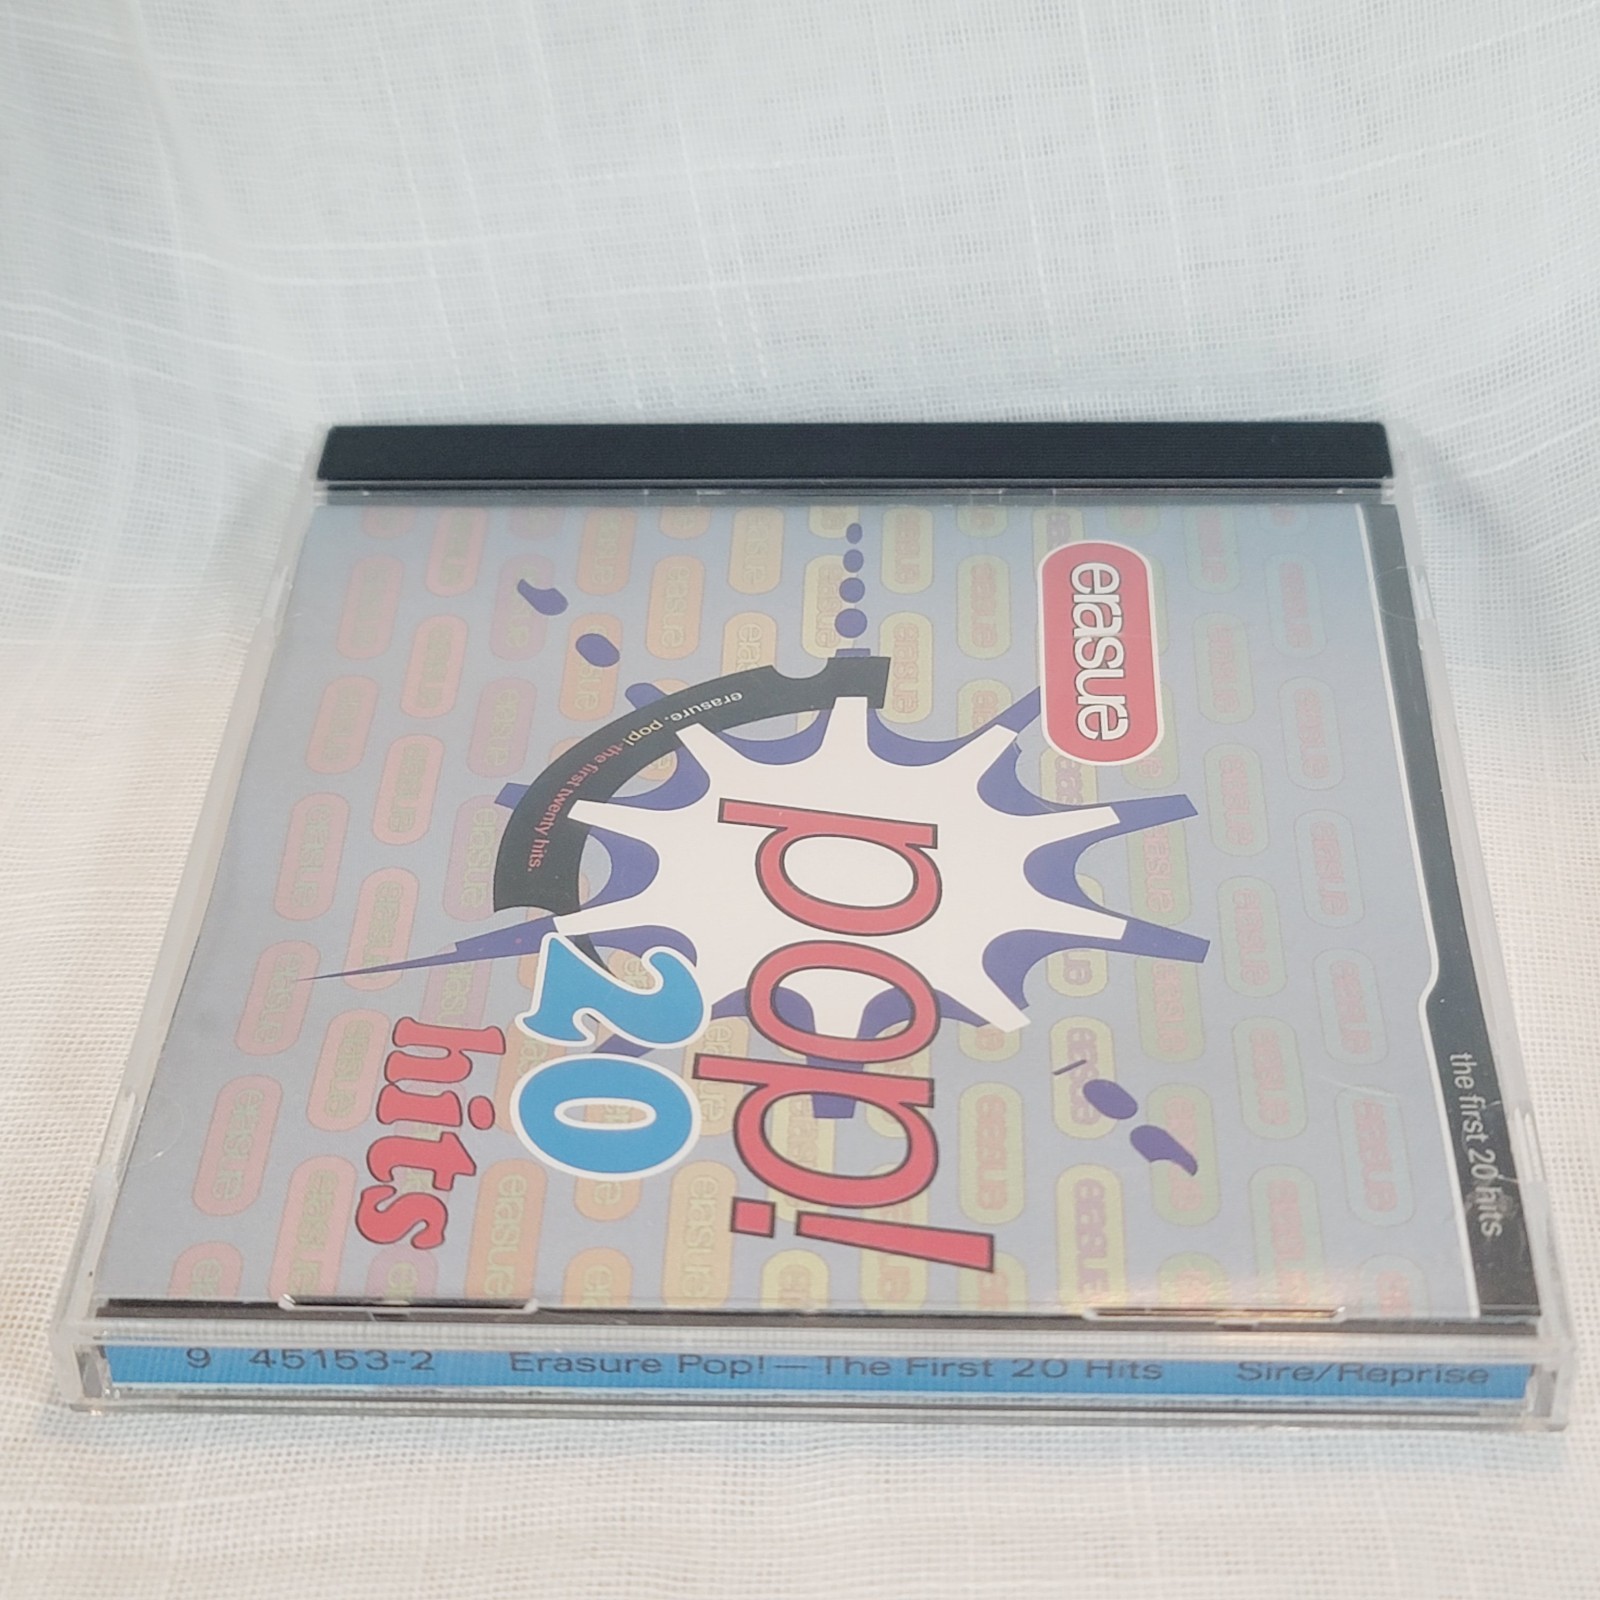 erasure
the first 20 hits
erasure. pop!-the first twenty hits.
pop!
20
hits
9 45153-2 Erasure Pop!—The First 20 Hits Sire/Reprise